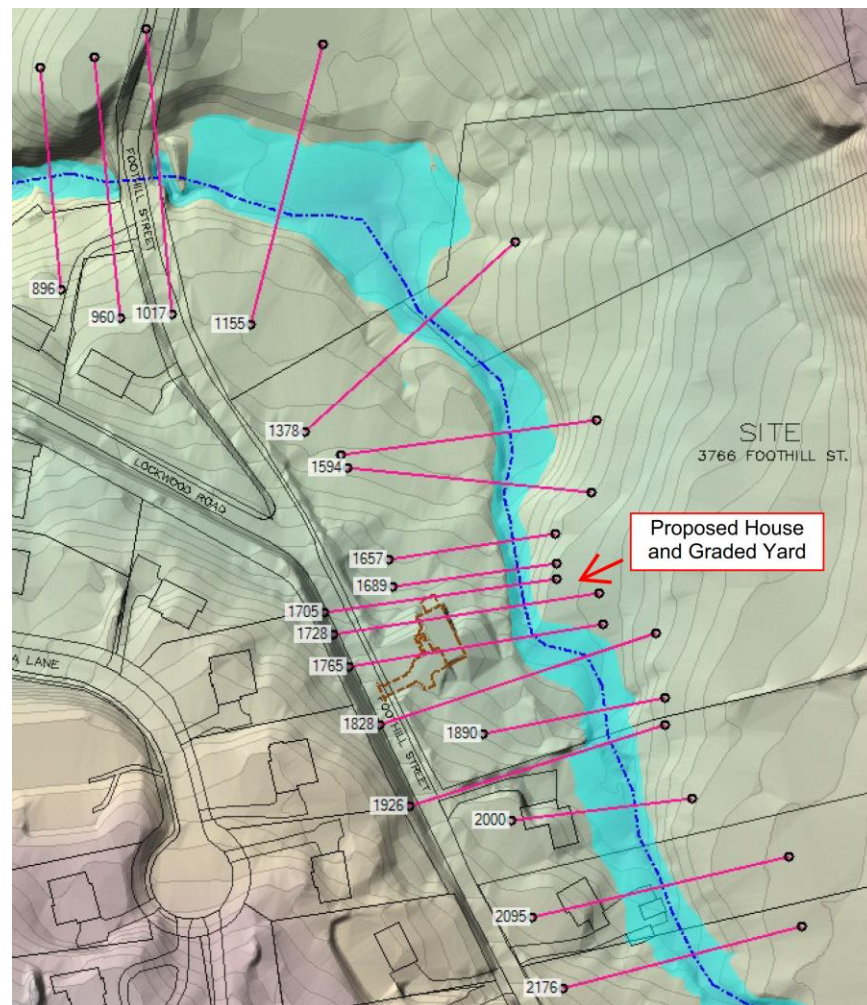 FOOTHILL STREET
896
960
1017
1155
1378
1594
LOCKWOOD ROAD
SITE
3766 FOOTHILL ST.
Proposed House
and Graded Yard
1657
1689
1705
1728
1765
A LANE
1828
FOOTHILL STREET
1890
1926
2000
2095
2176